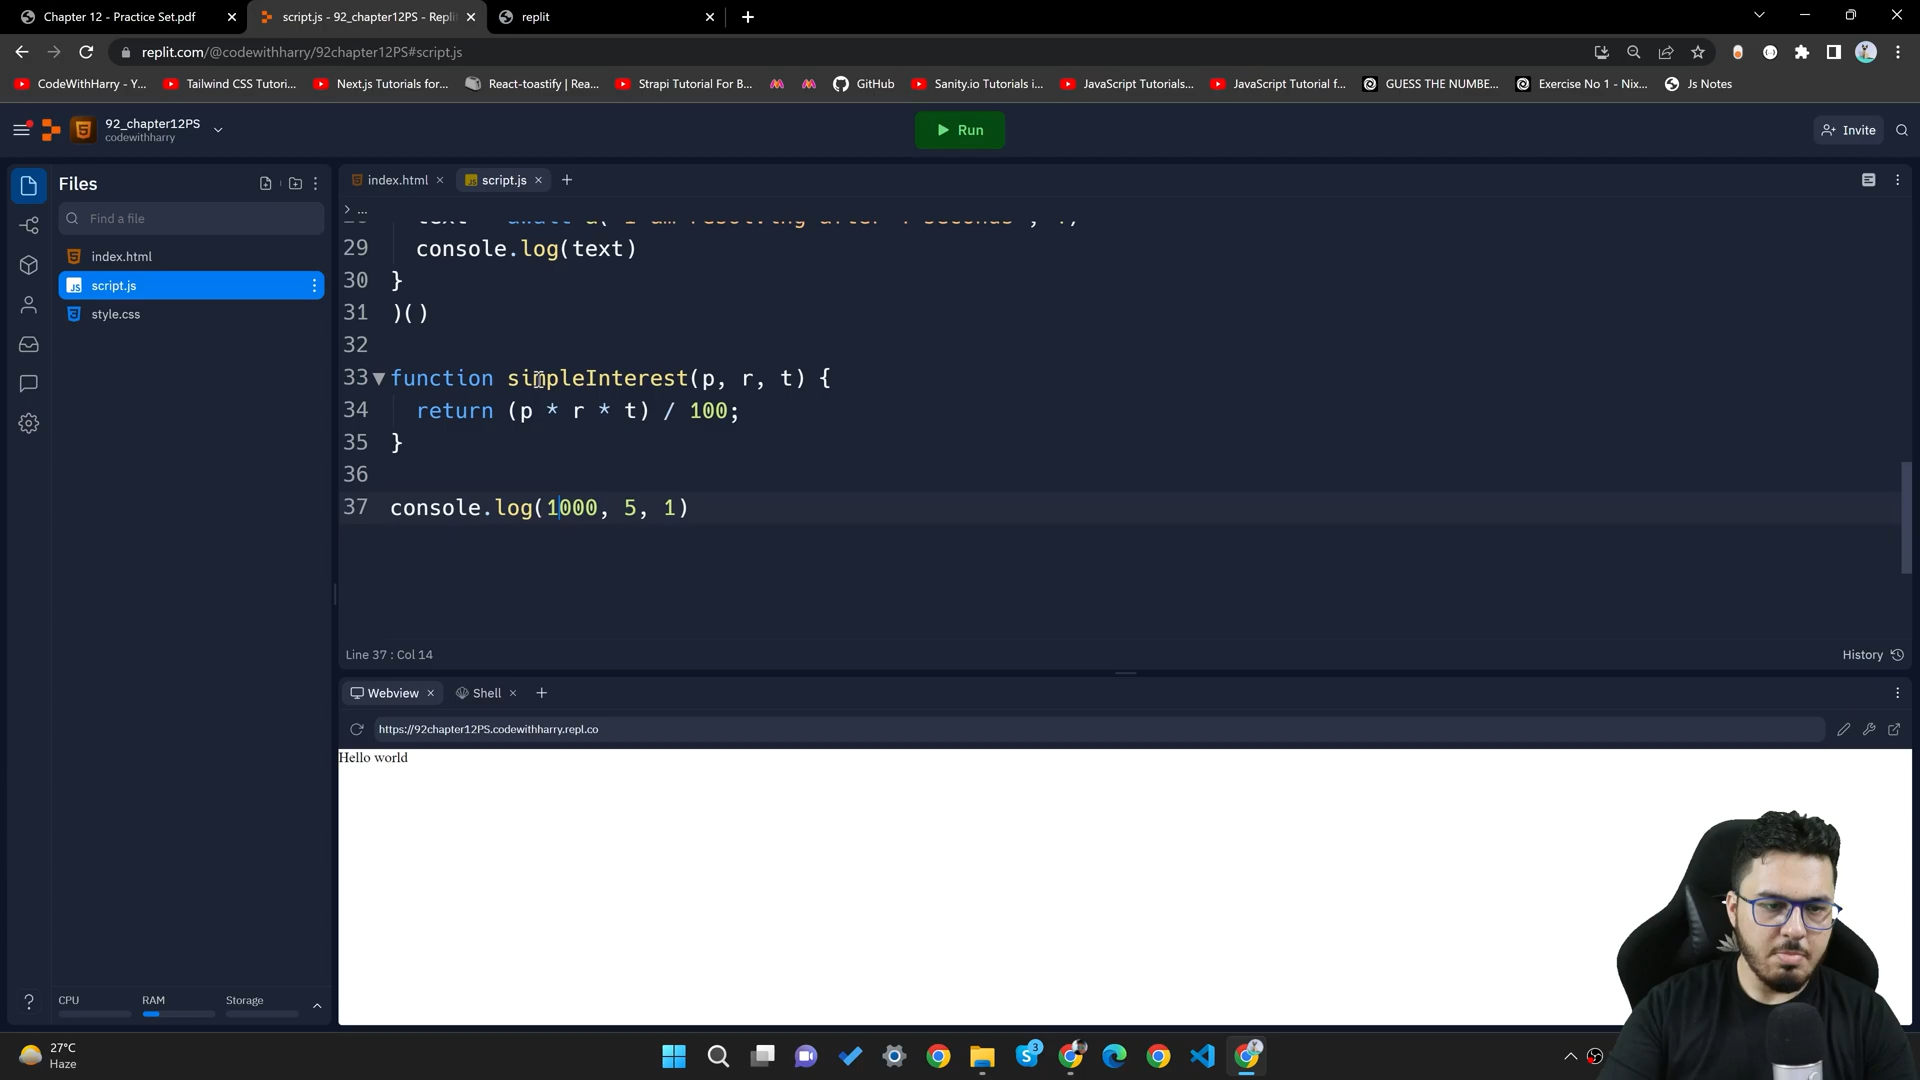 Chapter 12 - Practice Set.pdf
script.js - 92_chapter12PS - Replit
replit
replit.com/@codewithharry/92chapter12PS#script.js
CodeWithHarry - Y...
Tailwind CSS Tutori...
Next.js Tutorials for...
React-toastify | Rea...
Strapi Tutorial For B...
GitHub
Sanity.io Tutorials i...
JavaScript Tutorials...
JavaScript Tutorial f...
GUESS THE NUMBE...
Exercise No 1 - Nix...
Js Notes
92_chapter12PS
codewithharry
Run
Invite
Files
Find a file
index.html
script.js
style.css
index.html
script.js
...
29 console.log(text)
30 }
31 )()
32
33 function simpleInterest(p, r, t) {
34 return (p * r * t) / 100;
35 }
36
37 console.log(1000, 5, 1)
Line 37 : Col 14
History
Webview
Shell
https://92chapter12PS.codewithharry.repl.co
Hello world
CPU
RAM
Storage
27°C
Haze
3